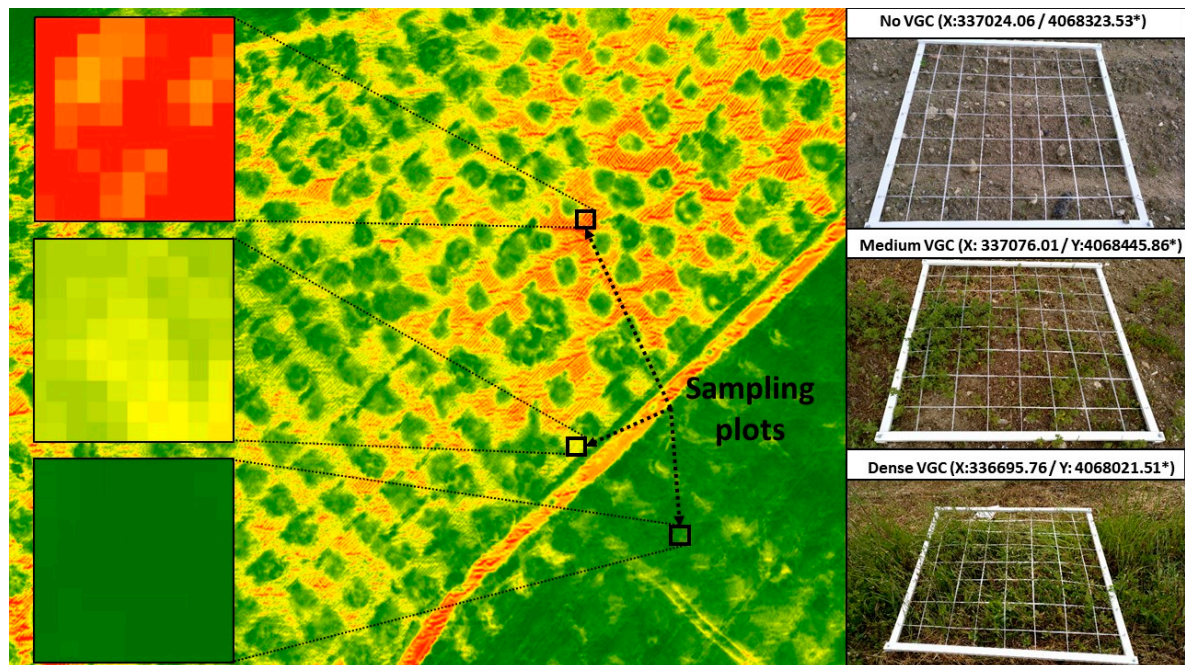 No VGC (X:337024.06 / 4068323.53*)
Medium VGC (X: 337076.01 / Y:4068445.86*)
Sampling
plots
Dense VGC (X:336695.76 / Y: 4068021.51*)